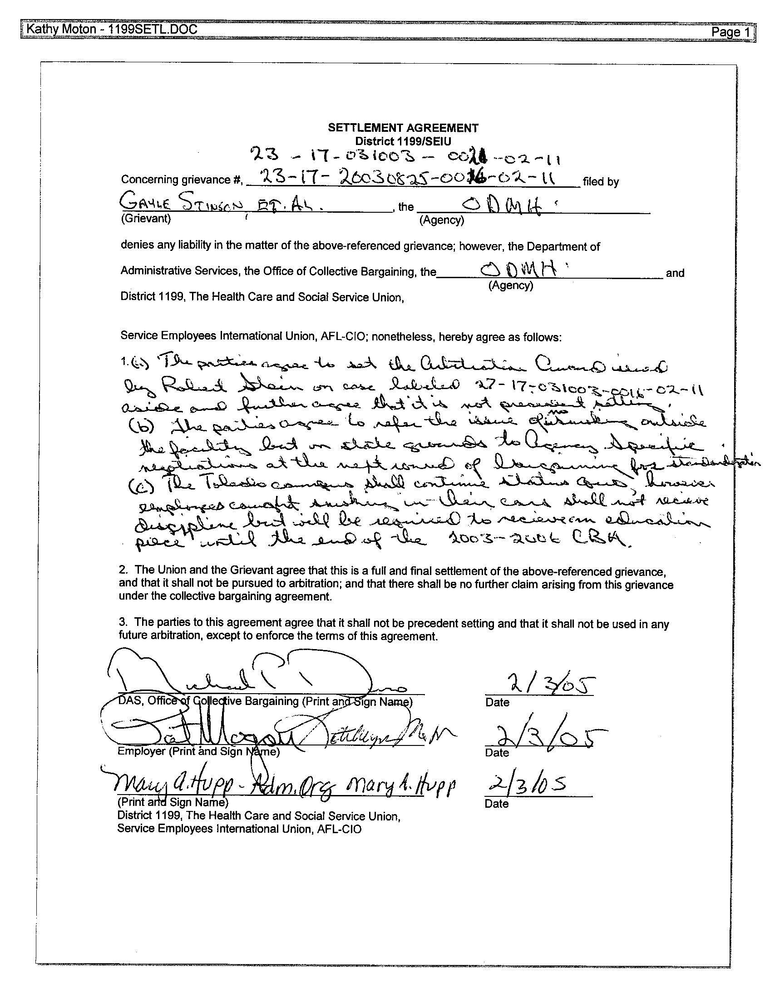 Kathy Moton - 1199SETL.DOC Page 1
SETTLEMENT AGREEMENT
District 1199/SEIU
23 - 17-031003 - 0021-02-11
Concerning grievance #, 23-17-20030825-0016-02-11 filed by
GAYLE STINSON, ET. AL. , the ODMH
(Grievant) (Agency)
denies any liability in the matter of the above-referenced grievance; however, the Department of
Administrative Services, the Office of Collective Bargaining, the ODMH and
(Agency)
District 1199, The Health Care and Social Service Union,
Service Employees International Union, AFL-CIO; nonetheless, hereby agree as follows:
1. (a) The parties agree to set the Arbitration Award issued
by Robert Stein on case labeled 27-17-031003-0016-02-11
aside and further agree that it is not precedent setting.
(b) The parties agree to refer the issue of no smoking outside
the facility but on state grounds to Agency Specific
negotiations at the next round of bargaining for standardization
(c) The Toledo campus shall continue status quo, however
employees caught smoking in their cars shall not recieve
discipline but will be required to recieve an education
piece until the end of the 2003-2006 CBA.
2. The Union and the Grievant agree that this is a full and final settlement of the above-referenced grievance,
and that it shall not be pursued to arbitration; and that there shall be no further claim arising from this grievance
under the collective bargaining agreement.
3. The parties to this agreement agree that it shall not be precedent setting and that it shall not be used in any
future arbitration, except to enforce the terms of this agreement.
Michael P Duco 2/3/05
DAS, Office of Collective Bargaining (Print and Sign Name) Date
Pat Mogan 2/3/05
Employer (Print and Sign Name) Date
Mary A. Hupp - Adm. Org Mary A. Hupp 2/3/05
(Print and Sign Name) Date
District 1199, The Health Care and Social Service Union,
Service Employees International Union, AFL-CIO